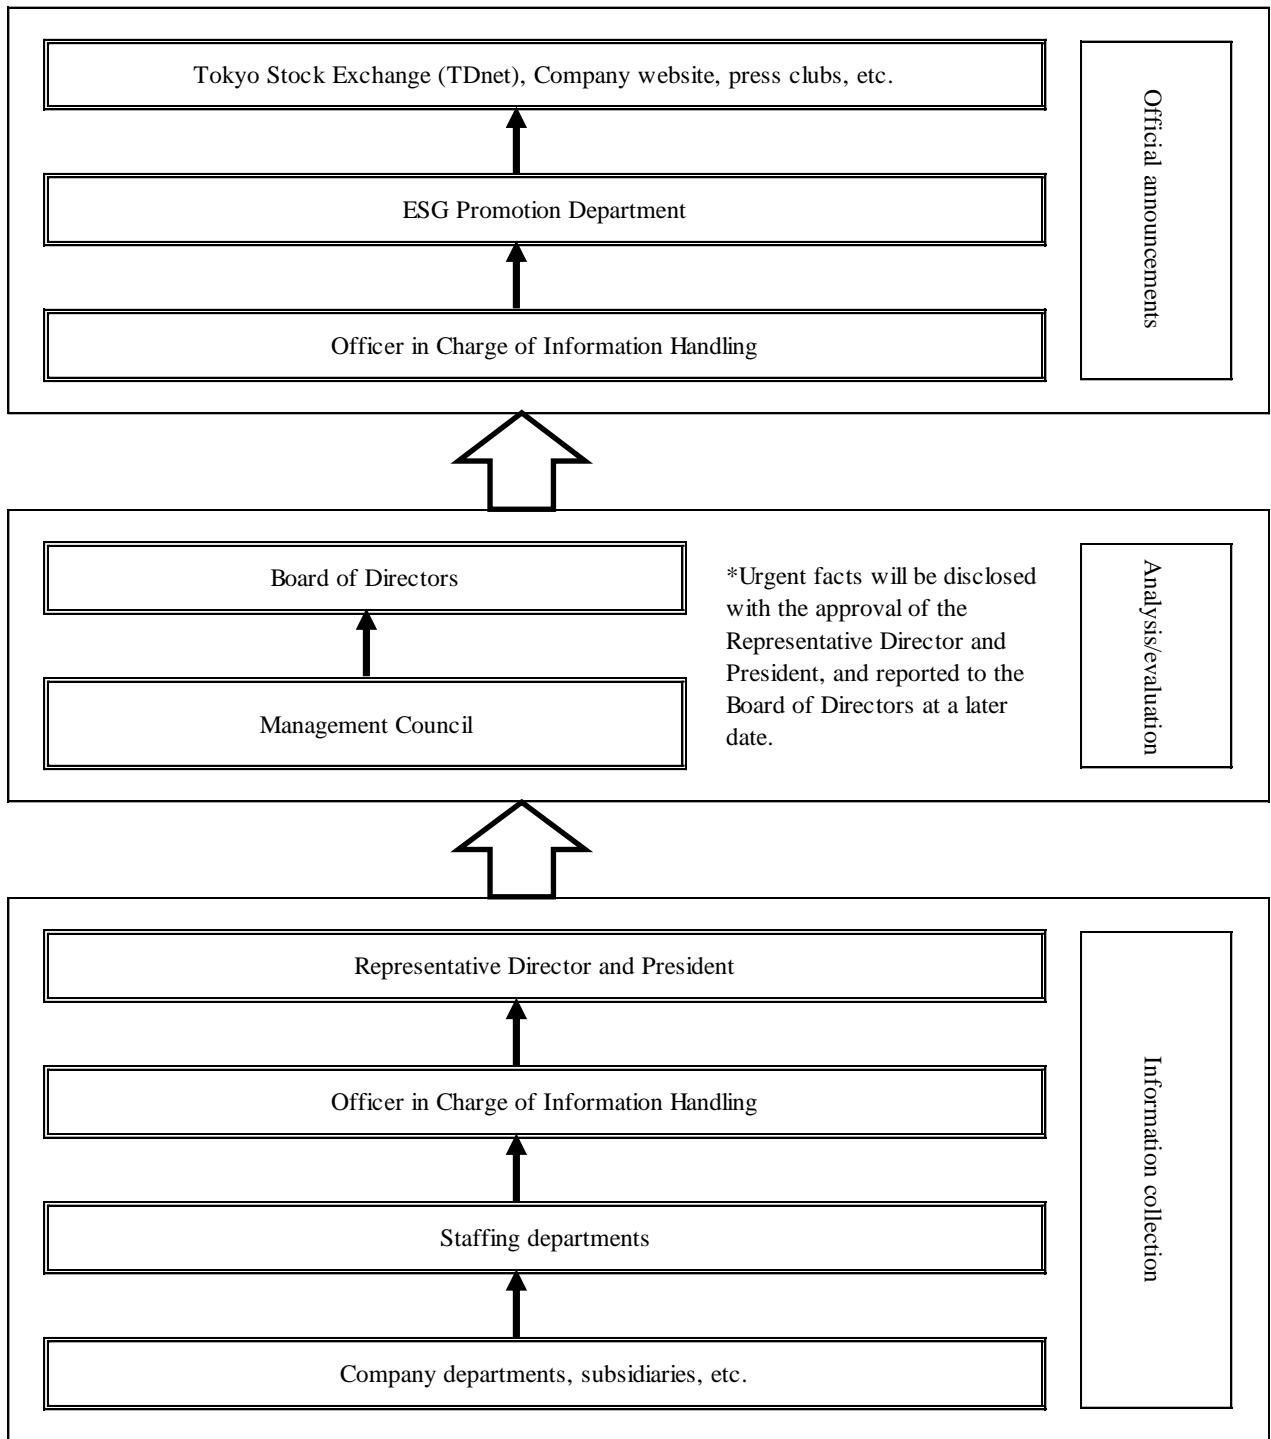 Tokyo Stock Exchange (TDnet), Company website, press clubs, etc.
ESG Promotion Department
Officer in Charge of Information Handling
Official announcements
Board of Directors
Management Council
*Urgent facts will be disclosed
with the approval of the
Representative Director and
President, and reported to the
Board of Directors at a later
date.
Analysis/evaluation
Representative Director and President
Officer in Charge of Information Handling
Staffing departments
Company departments, subsidiaries, etc.
Information collection